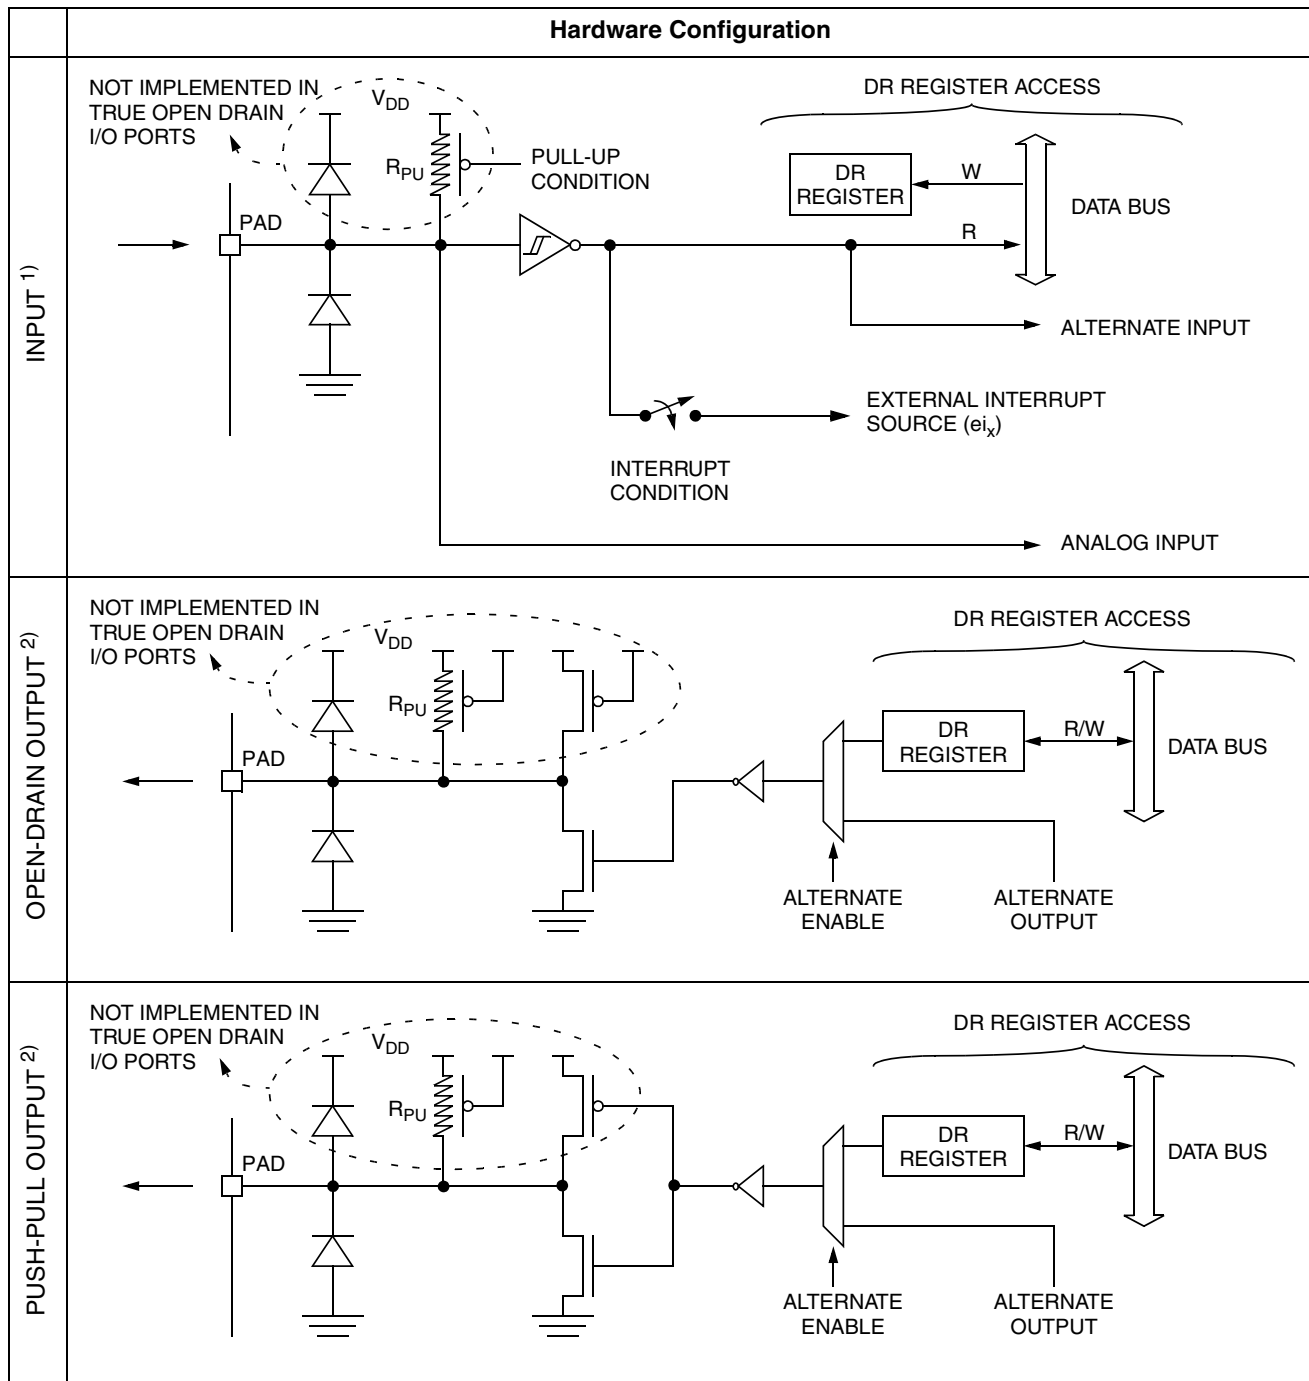 Hardware Configuration
INPUT 1)
NOT IMPLEMENTED IN
TRUE OPEN DRAIN
I/O PORTS
VDD
RPU
PULL-UP
CONDITION
PAD
DR REGISTER ACCESS
DR
REGISTER
W
R
DATA BUS
ALTERNATE INPUT
EXTERNAL INTERRUPT
SOURCE (eix)
INTERRUPT
CONDITION
ANALOG INPUT
OPEN-DRAIN OUTPUT 2)
NOT IMPLEMENTED IN
TRUE OPEN DRAIN
I/O PORTS
VDD
RPU
PAD
DR REGISTER ACCESS
DR
REGISTER
R/W
DATA BUS
ALTERNATE
ENABLE
ALTERNATE
OUTPUT
PUSH-PULL OUTPUT 2)
NOT IMPLEMENTED IN
TRUE OPEN DRAIN
I/O PORTS
VDD
RPU
PAD
DR REGISTER ACCESS
DR
REGISTER
R/W
DATA BUS
ALTERNATE
ENABLE
ALTERNATE
OUTPUT